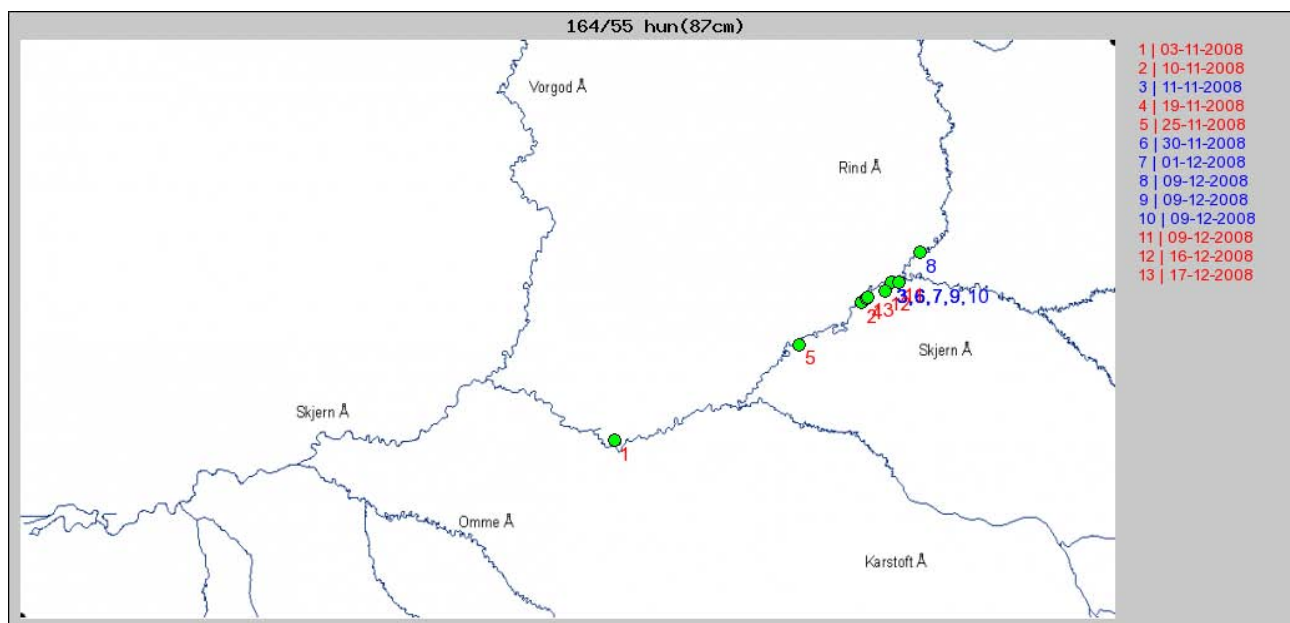 164/55 hun(87cm)
Vorgod Å
Rind Å
8
3,6,7,9,10
2
12
5
Skjern Å
Skjern Å
1
Omme Å
Karstoft Å
1 | 03-11-2008
2 | 10-11-2008
3 | 11-11-2008
4 | 19-11-2008
5 | 25-11-2008
6 | 30-11-2008
7 | 01-12-2008
8 | 09-12-2008
9 | 09-12-2008
10 | 09-12-2008
11 | 09-12-2008
12 | 16-12-2008
13 | 17-12-2008